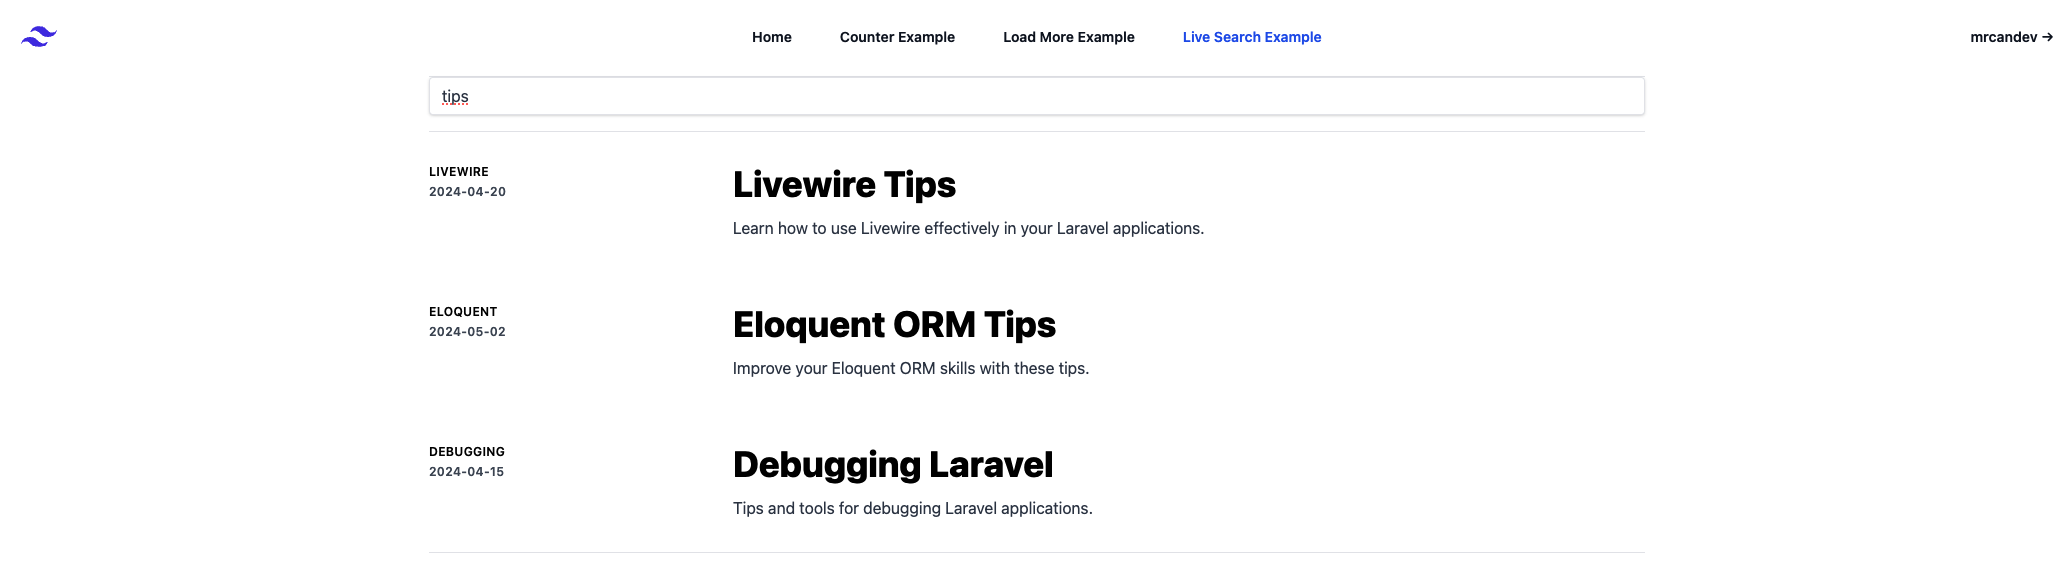 Home Counter Example Load More Example Live Search Example mrcandev →
tips
LIVEWIRE
2024-04-20
Livewire Tips
Learn how to use Livewire effectively in your Laravel applications.
ELOQUENT
2024-05-02
Eloquent ORM Tips
Improve your Eloquent ORM skills with these tips.
DEBUGGING
2024-04-15
Debugging Laravel
Tips and tools for debugging Laravel applications.